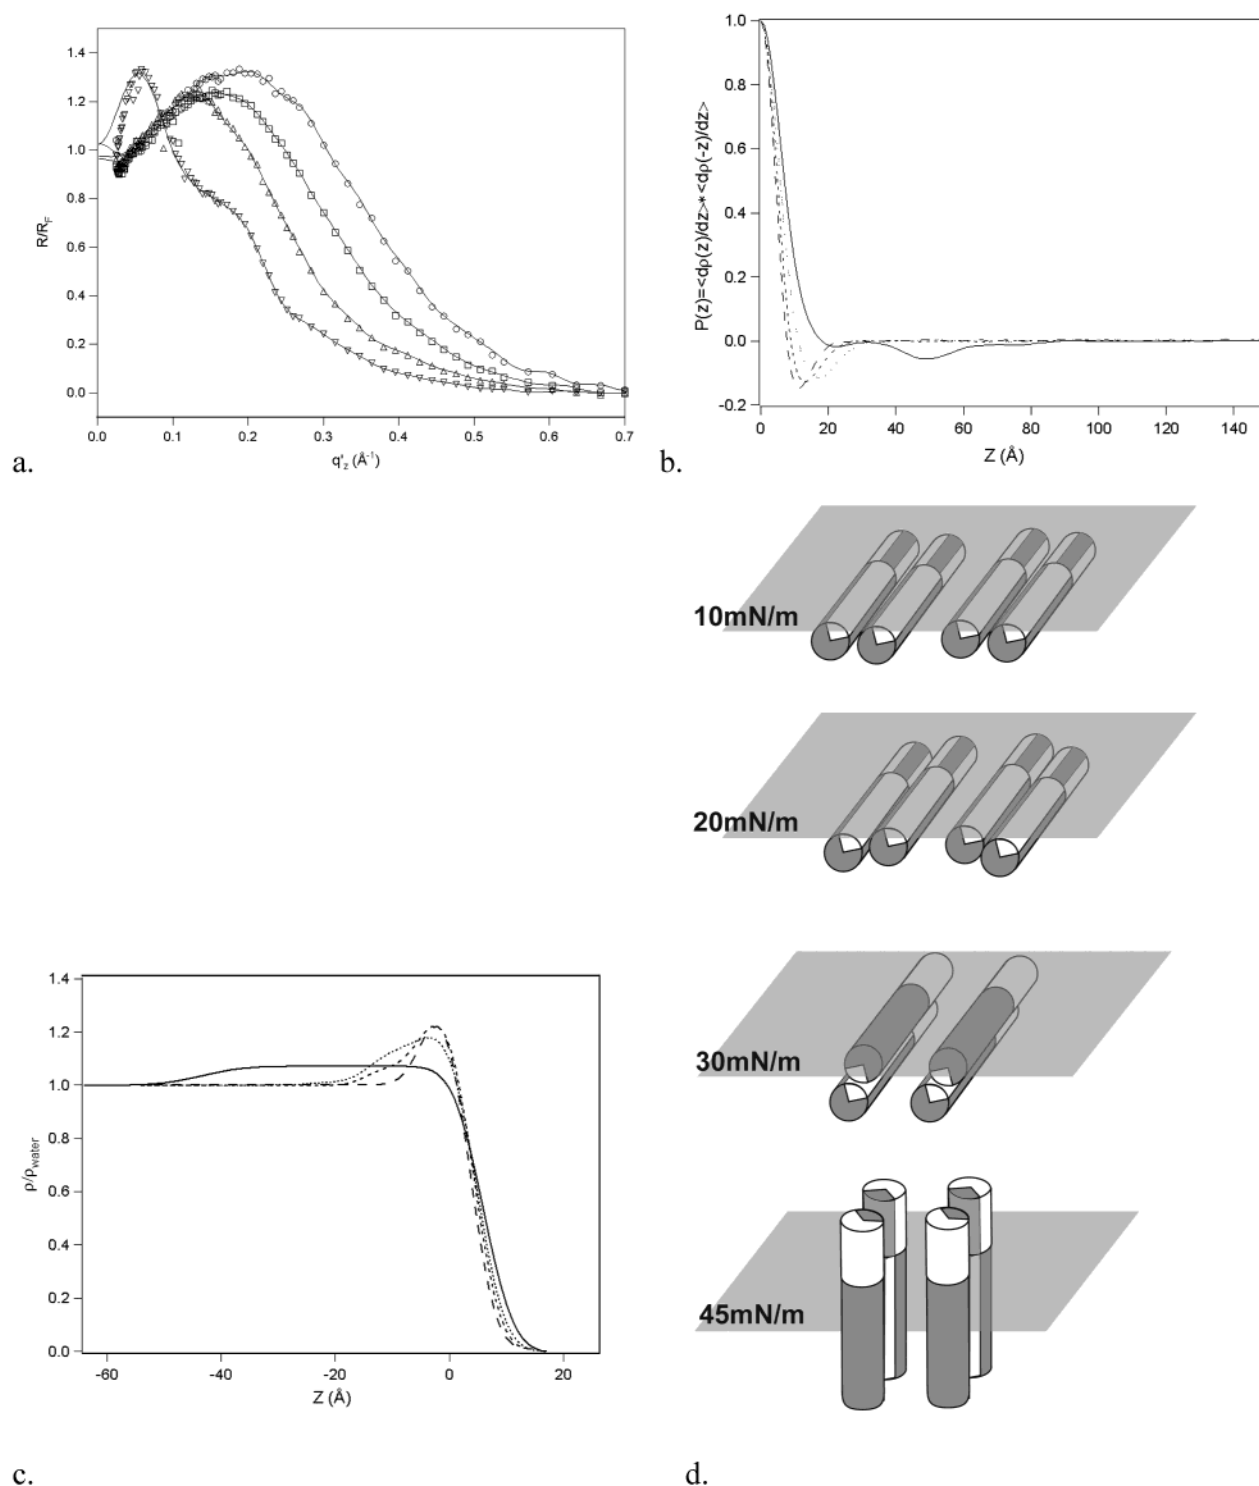 1.4
1.2
1.0
0.8
0.6
0.4
0.2
0.0
R/R_F
0.0 0.1 0.2 0.3 0.4 0.5 0.6 0.7
q'_z (Å⁻¹)
a.
1.0
0.8
0.6
0.4
0.2
0.0
-0.2
P(z)=<dρ(z)/dz>*<dρ(-z)/dz>
0 20 40 60 80 100 120 140
Z (Å)
b.
1.4
1.2
1.0
0.8
0.6
0.4
0.2
0.0
ρ/ρ_water
-60 -40 -20 0 20
Z (Å)
c.
10mN/m
20mN/m
30mN/m
45mN/m
d.